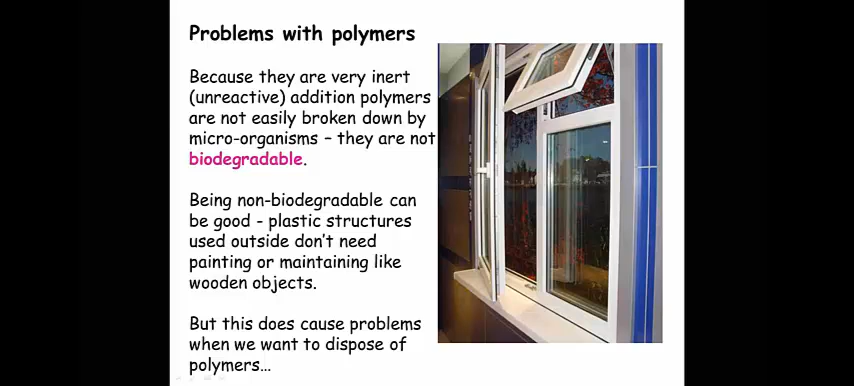 Problems with polymers
Because they are very inert
(unreactive) addition polymers
are not easily broken down by
micro-organisms – they are not
biodegradable.
Being non-biodegradable can
be good - plastic structures
used outside don't need
painting or maintaining like
wooden objects.
But this does cause problems
when we want to dispose of
polymers…